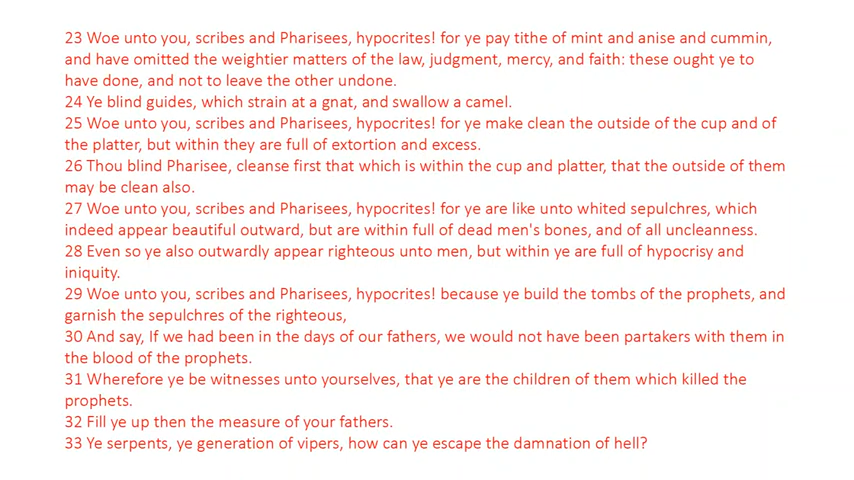 23 Woe unto you, scribes and Pharisees, hypocrites! for ye pay tithe of mint and anise and cummin,
and have omitted the weightier matters of the law, judgment, mercy, and faith: these ought ye to
have done, and not to leave the other undone.
24 Ye blind guides, which strain at a gnat, and swallow a camel.
25 Woe unto you, scribes and Pharisees, hypocrites! for ye make clean the outside of the cup and of
the platter, but within they are full of extortion and excess.
26 Thou blind Pharisee, cleanse first that which is within the cup and platter, that the outside of them
may be clean also.
27 Woe unto you, scribes and Pharisees, hypocrites! for ye are like unto whited sepulchres, which
indeed appear beautiful outward, but are within full of dead men's bones, and of all uncleanness.
28 Even so ye also outwardly appear righteous unto men, but within ye are full of hypocrisy and
iniquity.
29 Woe unto you, scribes and Pharisees, hypocrites! because ye build the tombs of the prophets, and
garnish the sepulchres of the righteous,
30 And say, If we had been in the days of our fathers, we would not have been partakers with them in
the blood of the prophets.
31 Wherefore ye be witnesses unto yourselves, that ye are the children of them which killed the
prophets.
32 Fill ye up then the measure of your fathers.
33 Ye serpents, ye generation of vipers, how can ye escape the damnation of hell?